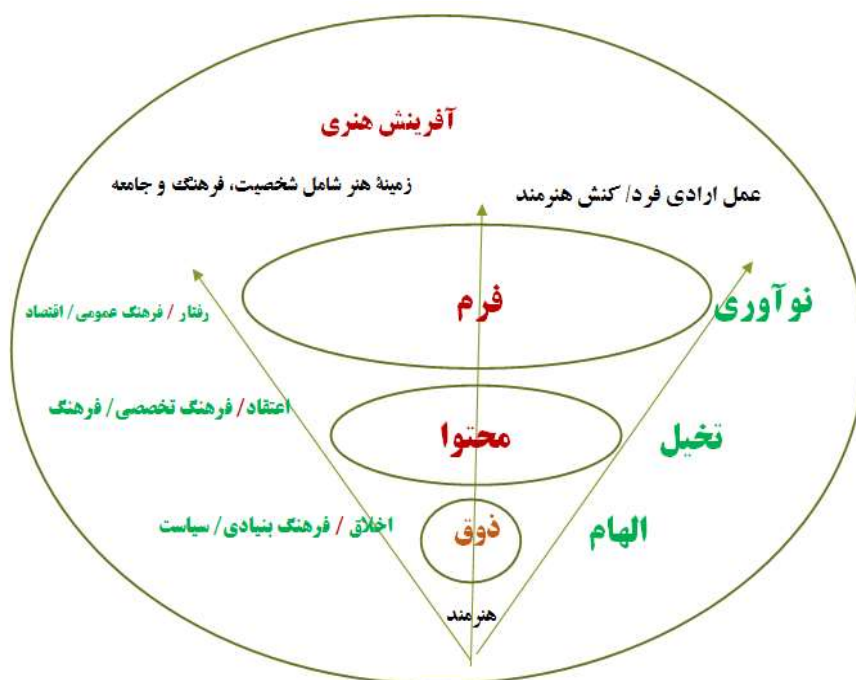 آفرینش هنری
عمل ارادی فرد/ کنش هنرمند
زمینهٔ هنر شامل شخصیت، فرهنگ و جامعه
نوآوری
فرم
رفتار / فرهنگ عمومی/ اقتصاد
تخیل
محتوا
اعتقاد/ فرهنگ تخصصی/ فرهنگ
الهام
ذوق
اخلاق / فرهنگ بنیادی/ سیاست
هنرمند